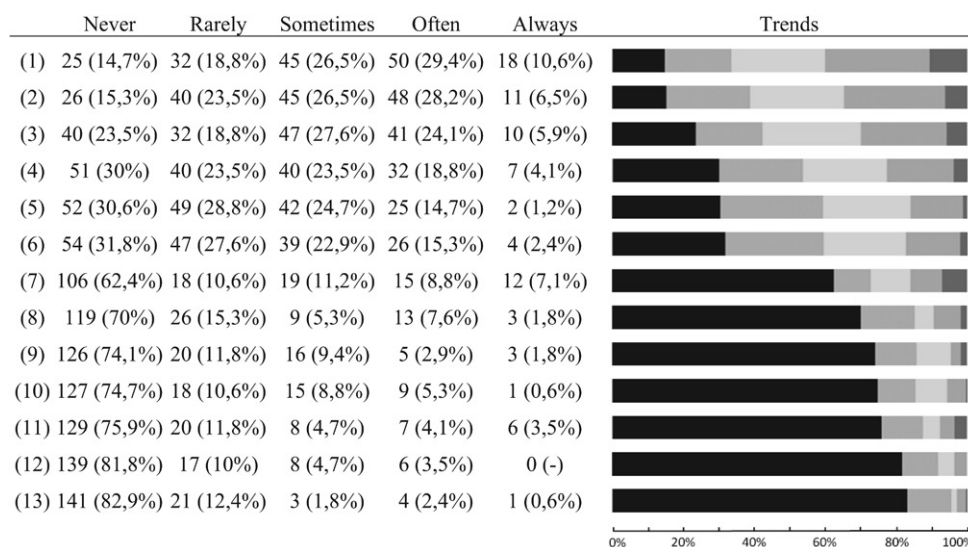 Never Rarely Sometimes Often Always Trends
(1) 25 (14,7%) 32 (18,8%) 45 (26,5%) 50 (29,4%) 18 (10,6%)
(2) 26 (15,3%) 40 (23,5%) 45 (26,5%) 48 (28,2%) 11 (6,5%)
(3) 40 (23,5%) 32 (18,8%) 47 (27,6%) 41 (24,1%) 10 (5,9%)
(4) 51 (30%) 40 (23,5%) 40 (23,5%) 32 (18,8%) 7 (4,1%)
(5) 52 (30,6%) 49 (28,8%) 42 (24,7%) 25 (14,7%) 2 (1,2%)
(6) 54 (31,8%) 47 (27,6%) 39 (22,9%) 26 (15,3%) 4 (2,4%)
(7) 106 (62,4%) 18 (10,6%) 19 (11,2%) 15 (8,8%) 12 (7,1%)
(8) 119 (70%) 26 (15,3%) 9 (5,3%) 13 (7,6%) 3 (1,8%)
(9) 126 (74,1%) 20 (11,8%) 16 (9,4%) 5 (2,9%) 3 (1,8%)
(10) 127 (74,7%) 18 (10,6%) 15 (8,8%) 9 (5,3%) 1 (0,6%)
(11) 129 (75,9%) 20 (11,8%) 8 (4,7%) 7 (4,1%) 6 (3,5%)
(12) 139 (81,8%) 17 (10%) 8 (4,7%) 6 (3,5%) 0 (-)
(13) 141 (82,9%) 21 (12,4%) 3 (1,8%) 4 (2,4%) 1 (0,6%)
0% 20% 40% 60% 80% 100%